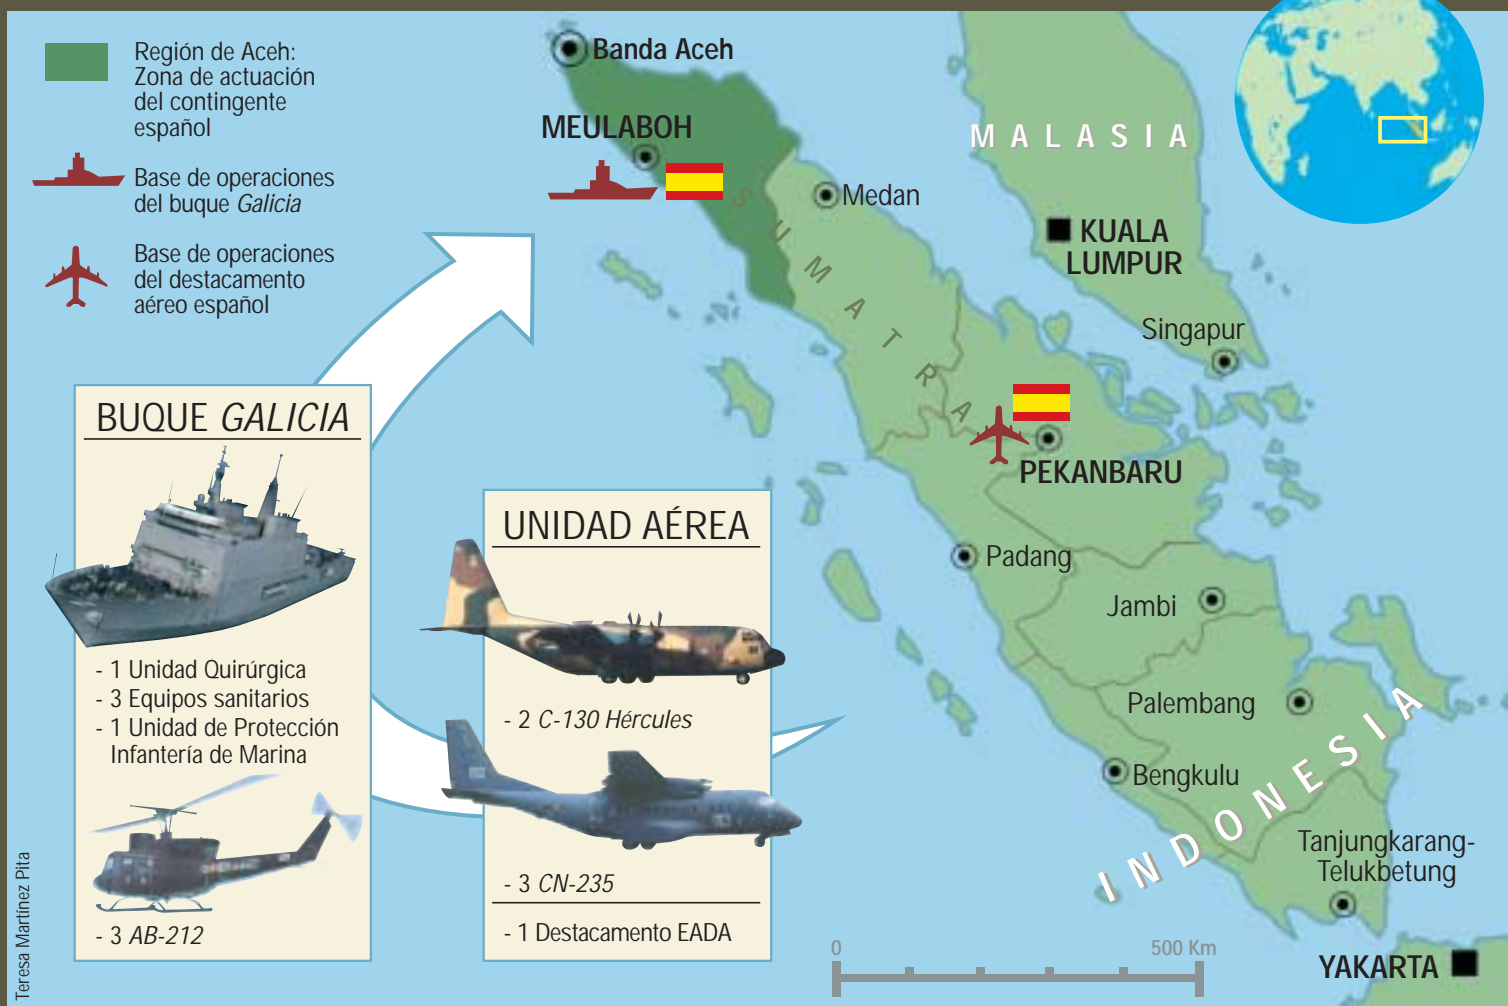 Región de Aceh:
Zona de actuación
del contingente
español
Base de operaciones
del buque Galicia
Base de operaciones
del destacamento
aéreo español
Banda Aceh
MEULABOH
Medan
MALASIA
KUALA
LUMPUR
Singapur
SUMATRA
PEKANBARU
Padang
Jambi
Palembang
Bengkulu
INDONESIA
Tanjungkarang-
Telukbetung
YAKARTA
0 500 Km
BUQUE GALICIA
- 1 Unidad Quirúrgica
- 3 Equipos sanitarios
- 1 Unidad de Protección
Infantería de Marina
- 3 AB-212
UNIDAD AÉREA
- 2 C-130 Hércules
- 3 CN-235
- 1 Destacamento EADA
Teresa Martínez Pita